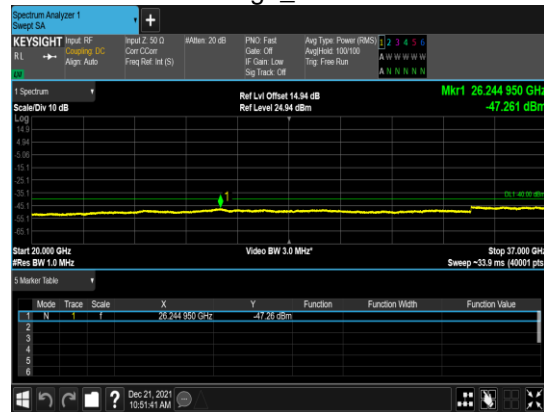 Spectrum Analyzer 1
Swept SA
+
KEYSIGHT Input: RF Input Z: 50 Ω #Atten: 20 dB PNO: Fast Avg Type: Power (RMS) 1 2 3 4 5 6
RL Coupling: DC Corr CCorr Gate: Off Avg|Hold: 100/100 A W W W W W
Align: Auto Freq Ref: Int (S) IF Gain: Low Trig: Free Run
LXI Sig Track: Off A N N N N N
1 Spectrum Ref Lvl Offset 14.94 dB Mkr1 26.244 950 GHz
Scale/Div 10 dB Ref Level 24.94 dBm -47.261 dBm
Log
14.9
4.94
-5.06
-15.1
-25.1
-35.1 1 DL1 -40.00 dBm
-45.1
-55.1
-65.1
Start 20.000 GHz Video BW 3.0 MHz* Stop 37.000 GHz
#Res BW 1.0 MHz Sweep ~33.9 ms (40001 pts)
5 Marker Table
Mode Trace Scale X Y Function Function Width Function Value
1 N 1 f 26.244 950 GHz -47.26 dBm
2
3
4
5
6
? Dec 21, 2021
10:51:41 AM